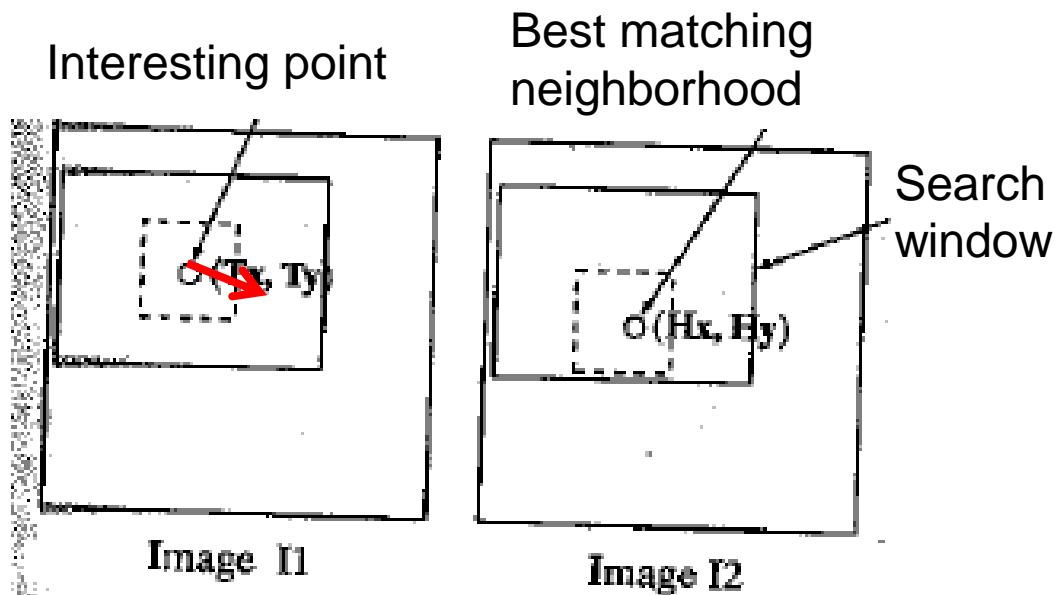 Interesting point
Best matching
neighborhood
Search
window
(Tx, Ty)
(Hx, Hy)
Image I1
Image I2